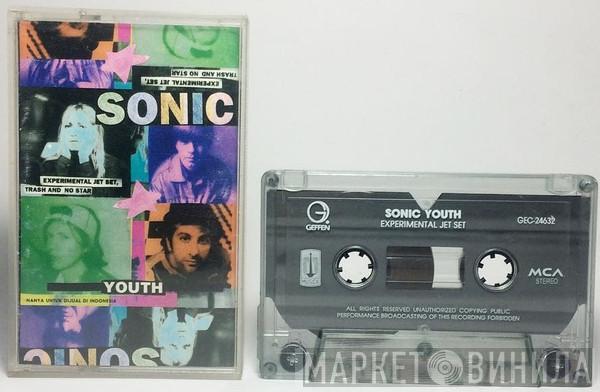 TRASH AND NO STAR
EXPERIMENTAL JET SET,
SONIC
EXPERIMENTAL JET SET,
TRASH AND NO STAR
YOUTH
HANYA UNTUK DIJUAL DI INDONESIA
SONIC
G
GEFFEN
SONIC YOUTH
EXPERIMENTAL JET SET
GEC-24632
MCA
STEREO
ALL RIGHTS RESERVED UNAUTHORIZED COPYING PUBLIC
PERFORMANCE BROADCASTING OF THIS RECORDING FORBIDDEN
МАРКЕТ ВИНИЛА